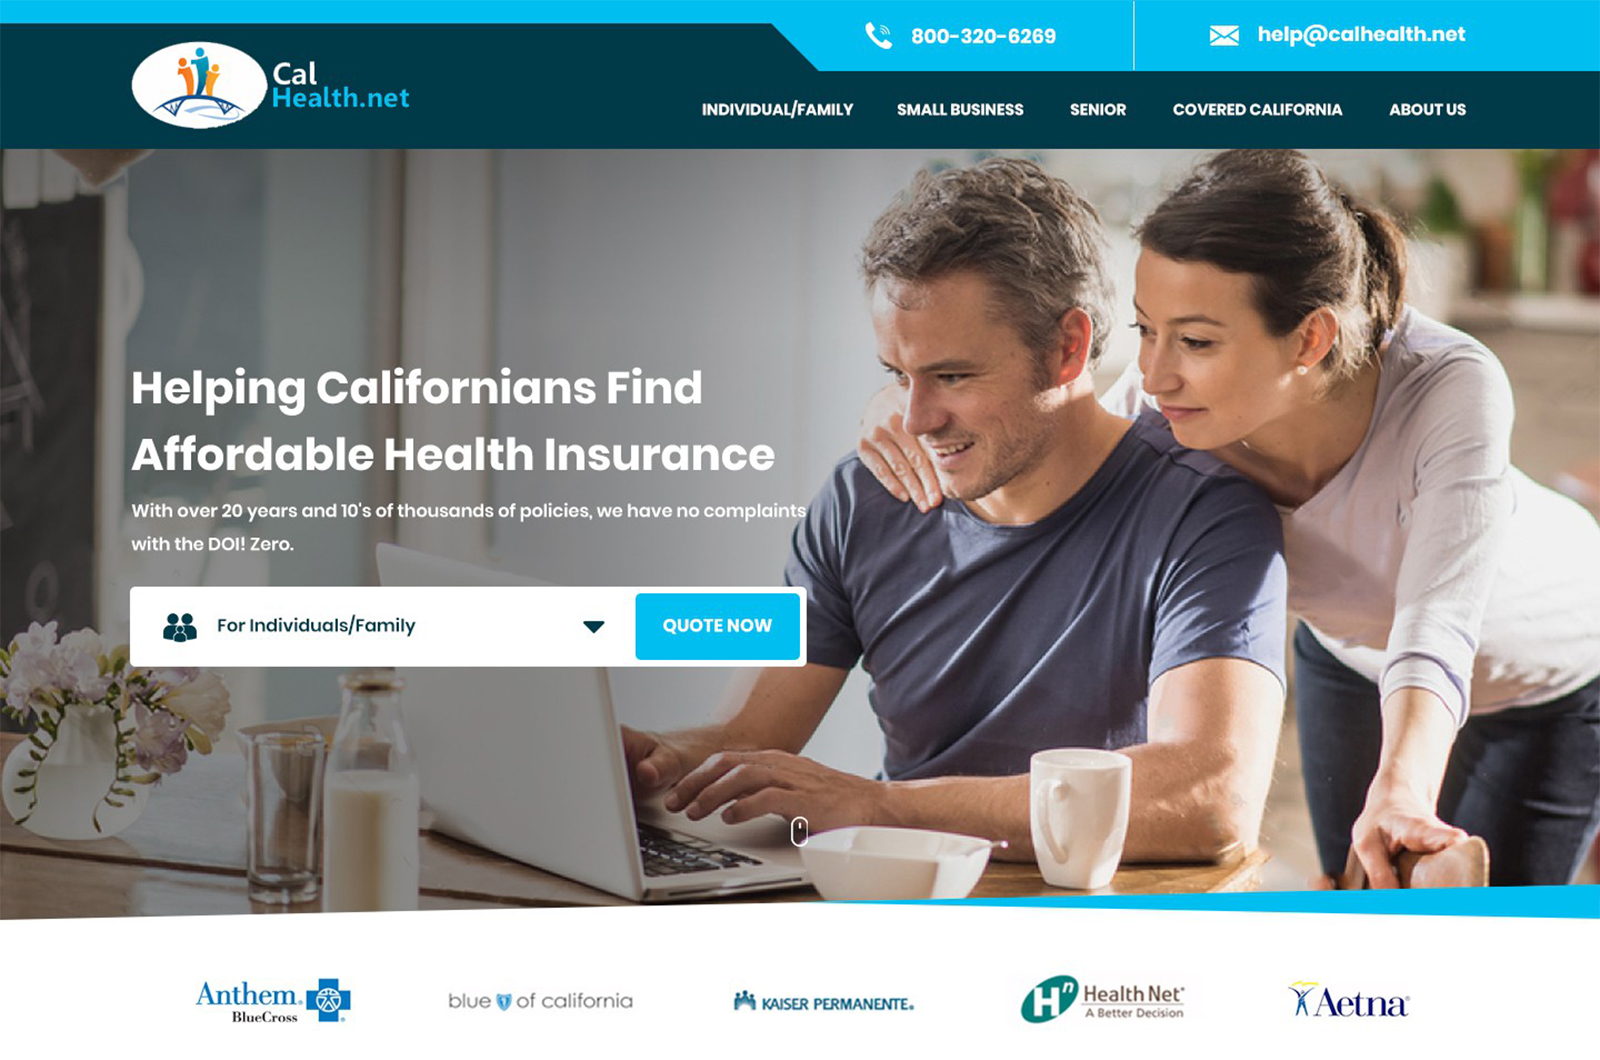 800-320-6269
help@calhealth.net
Cal
Health.net
INDIVIDUAL/FAMILY
SMALL BUSINESS
SENIOR
COVERED CALIFORNIA
ABOUT US
Helping Californians Find
Affordable Health Insurance
With over 20 years and 10's of thousands of policies, we have no complaints
with the DOI! Zero.
For Individuals/Family
QUOTE NOW
Anthem®
BlueCross
blue of california
KAISER PERMANENTE®
Hn Health Net®
A Better Decision
Aetna®